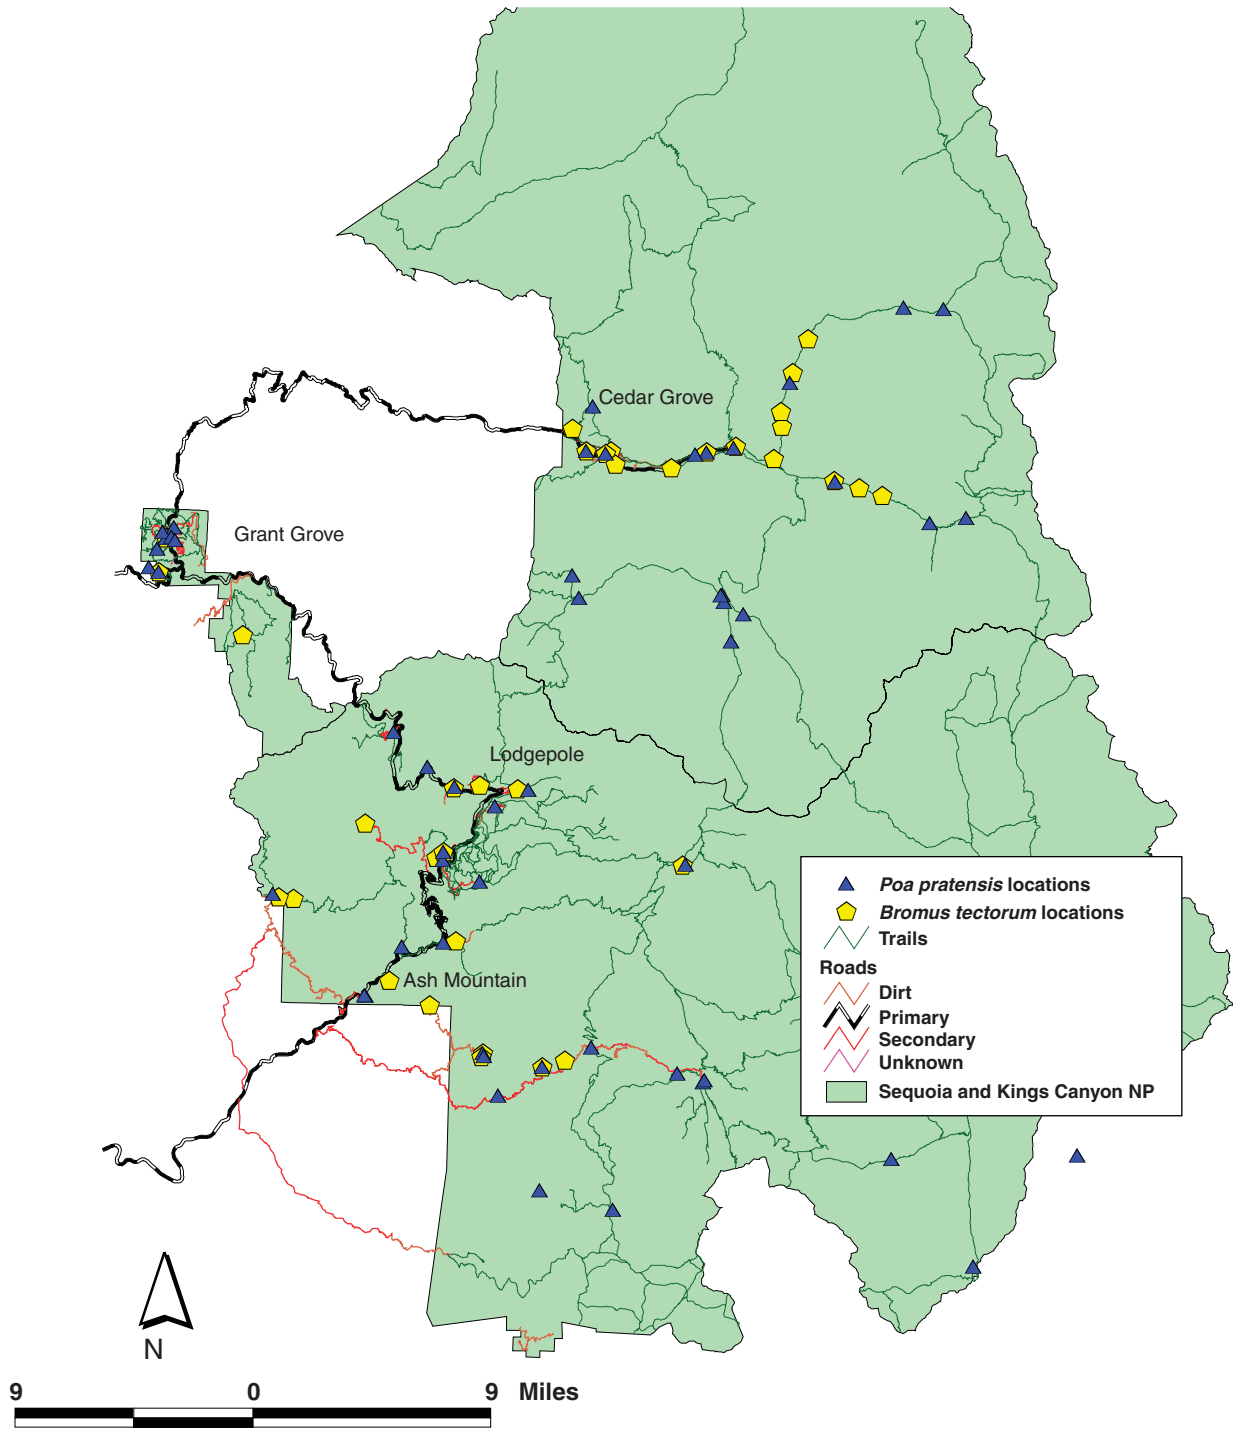 Cedar Grove
Grant Grove
Lodgepole
Poa pratensis locations
Bromus tectorum locations
Trails
Roads
Dirt
Primary
Secondary
Unknown
Sequoia and Kings Canyon NP
Ash Mountain
N
9 0 9 Miles